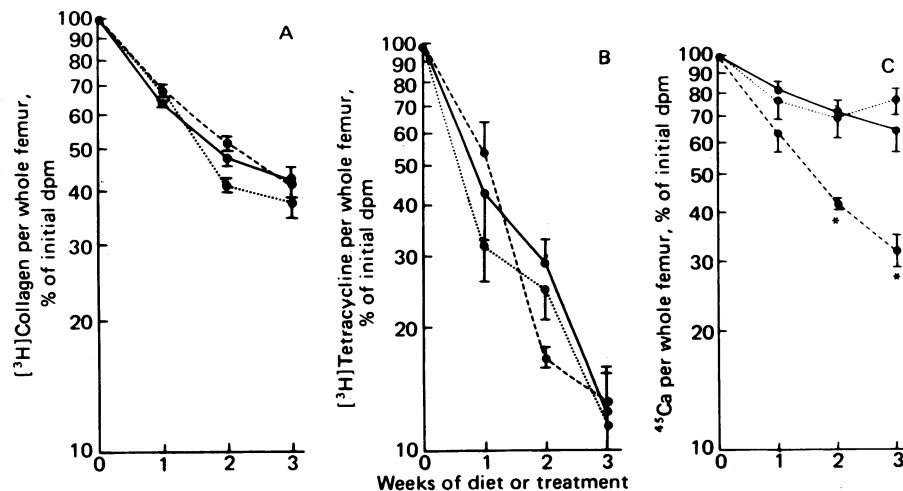 A
[³H]Collagen per whole femur,
% of initial dpm
100
90
80
70
60
50
40
30
20
10
0 1 2 3
B
[³H]Tetracycline per whole femur,
% of initial dpm
100
90
80
70
60
50
40
30
20
10
0 1 2 3
Weeks of diet or treatment
C
⁴⁵Ca per whole femur, % of initial dpm
100
90
80
70
60
50
40
30
20
10
0 1 2 3
*
*